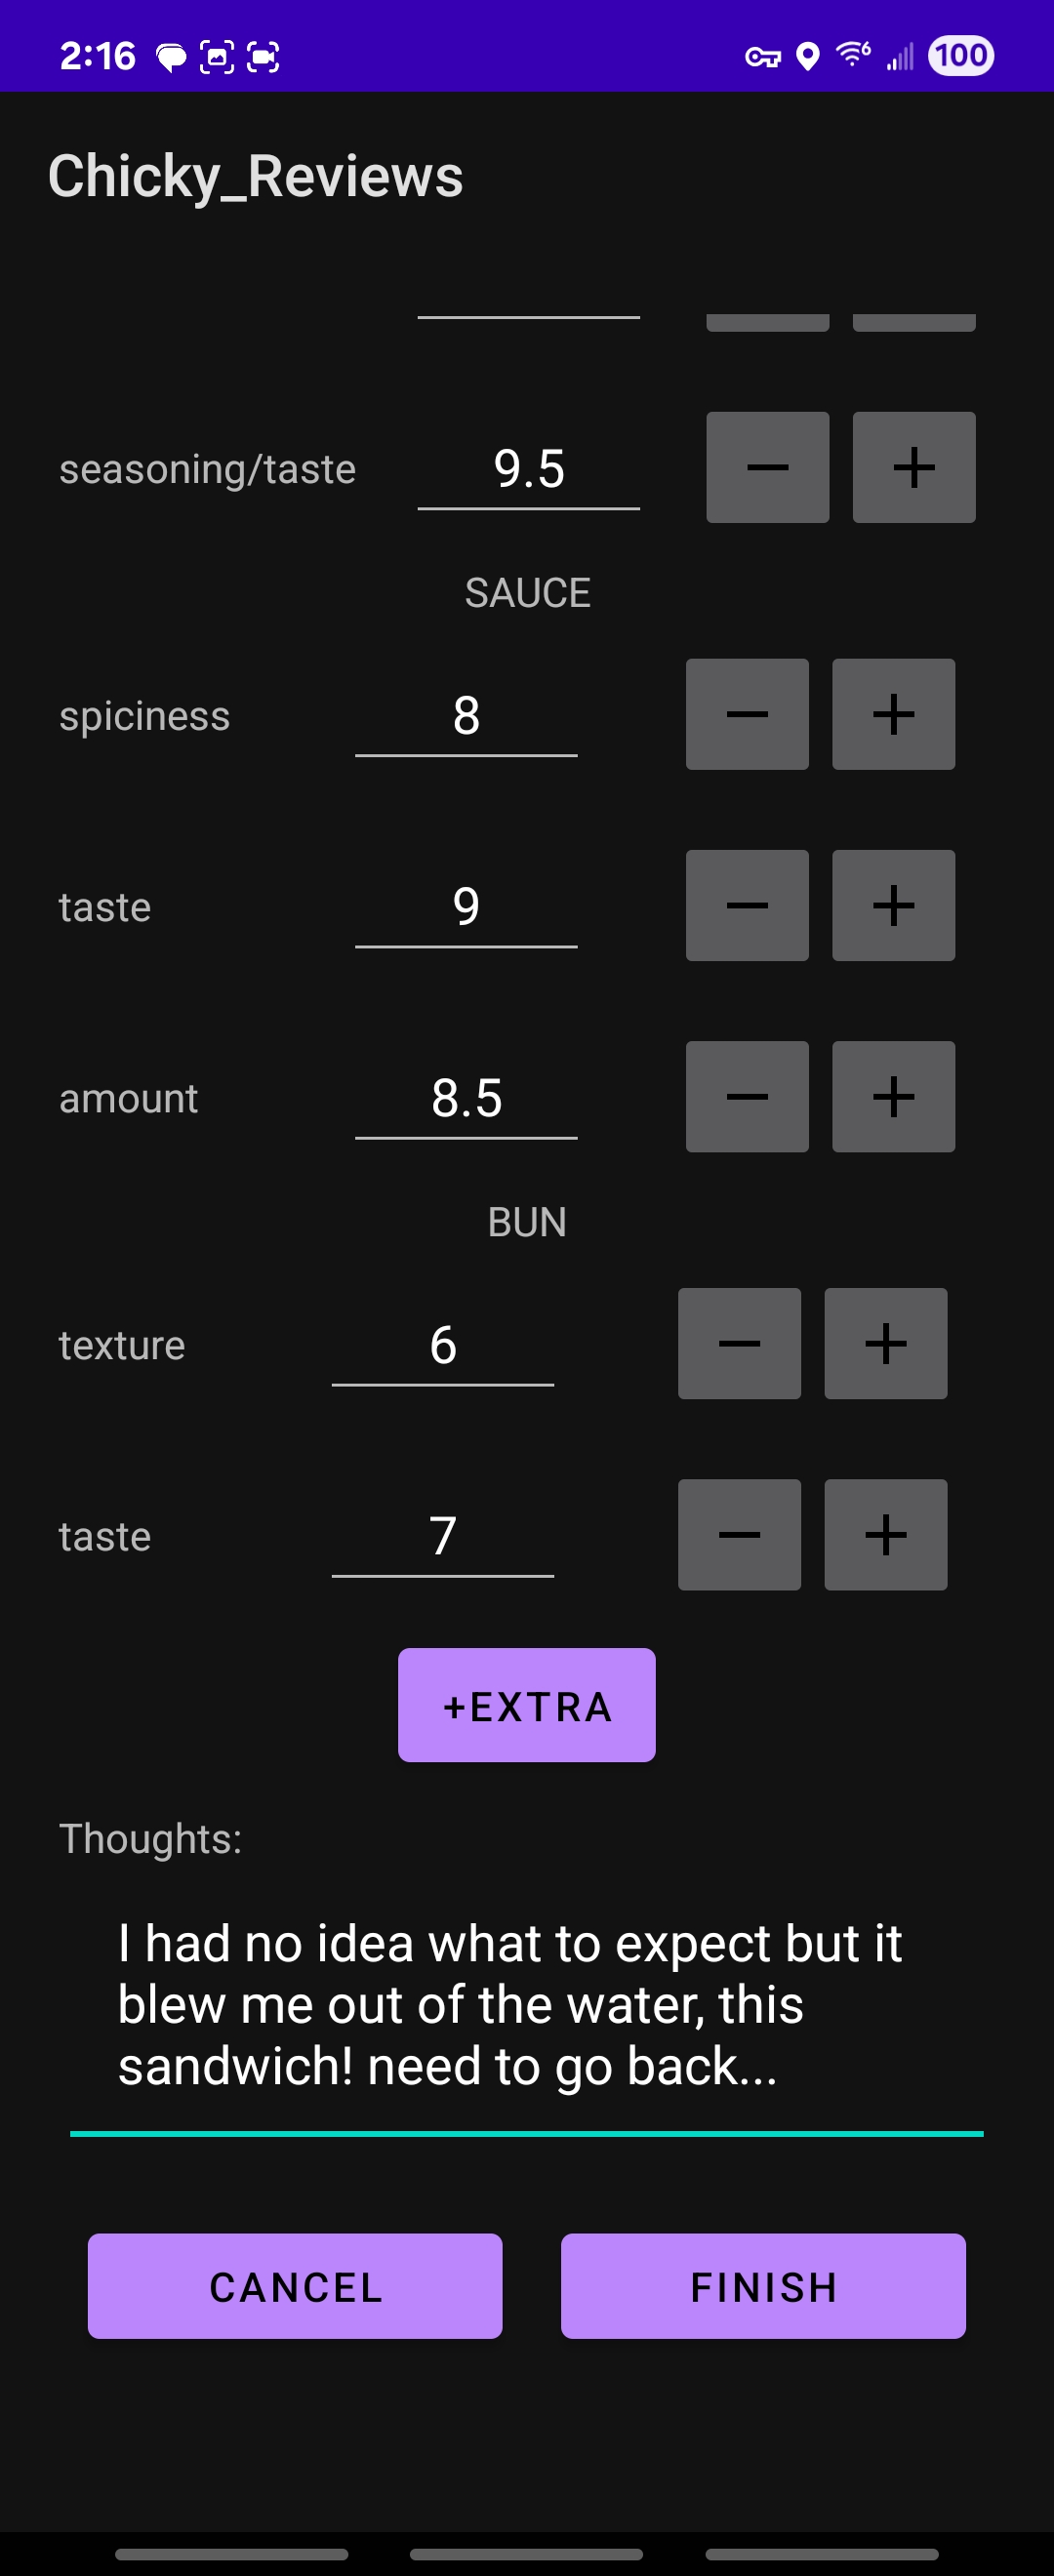 2:16 6 100
Chicky_Reviews
seasoning/taste 9.5 − +
SAUCE
spiciness 8 − +
taste 9 − +
amount 8.5 − +
BUN
texture 6 − +
taste 7 − +
+EXTRA
Thoughts:
I had no idea what to expect but it
blew me out of the water, this
sandwich! need to go back...
CANCEL FINISH